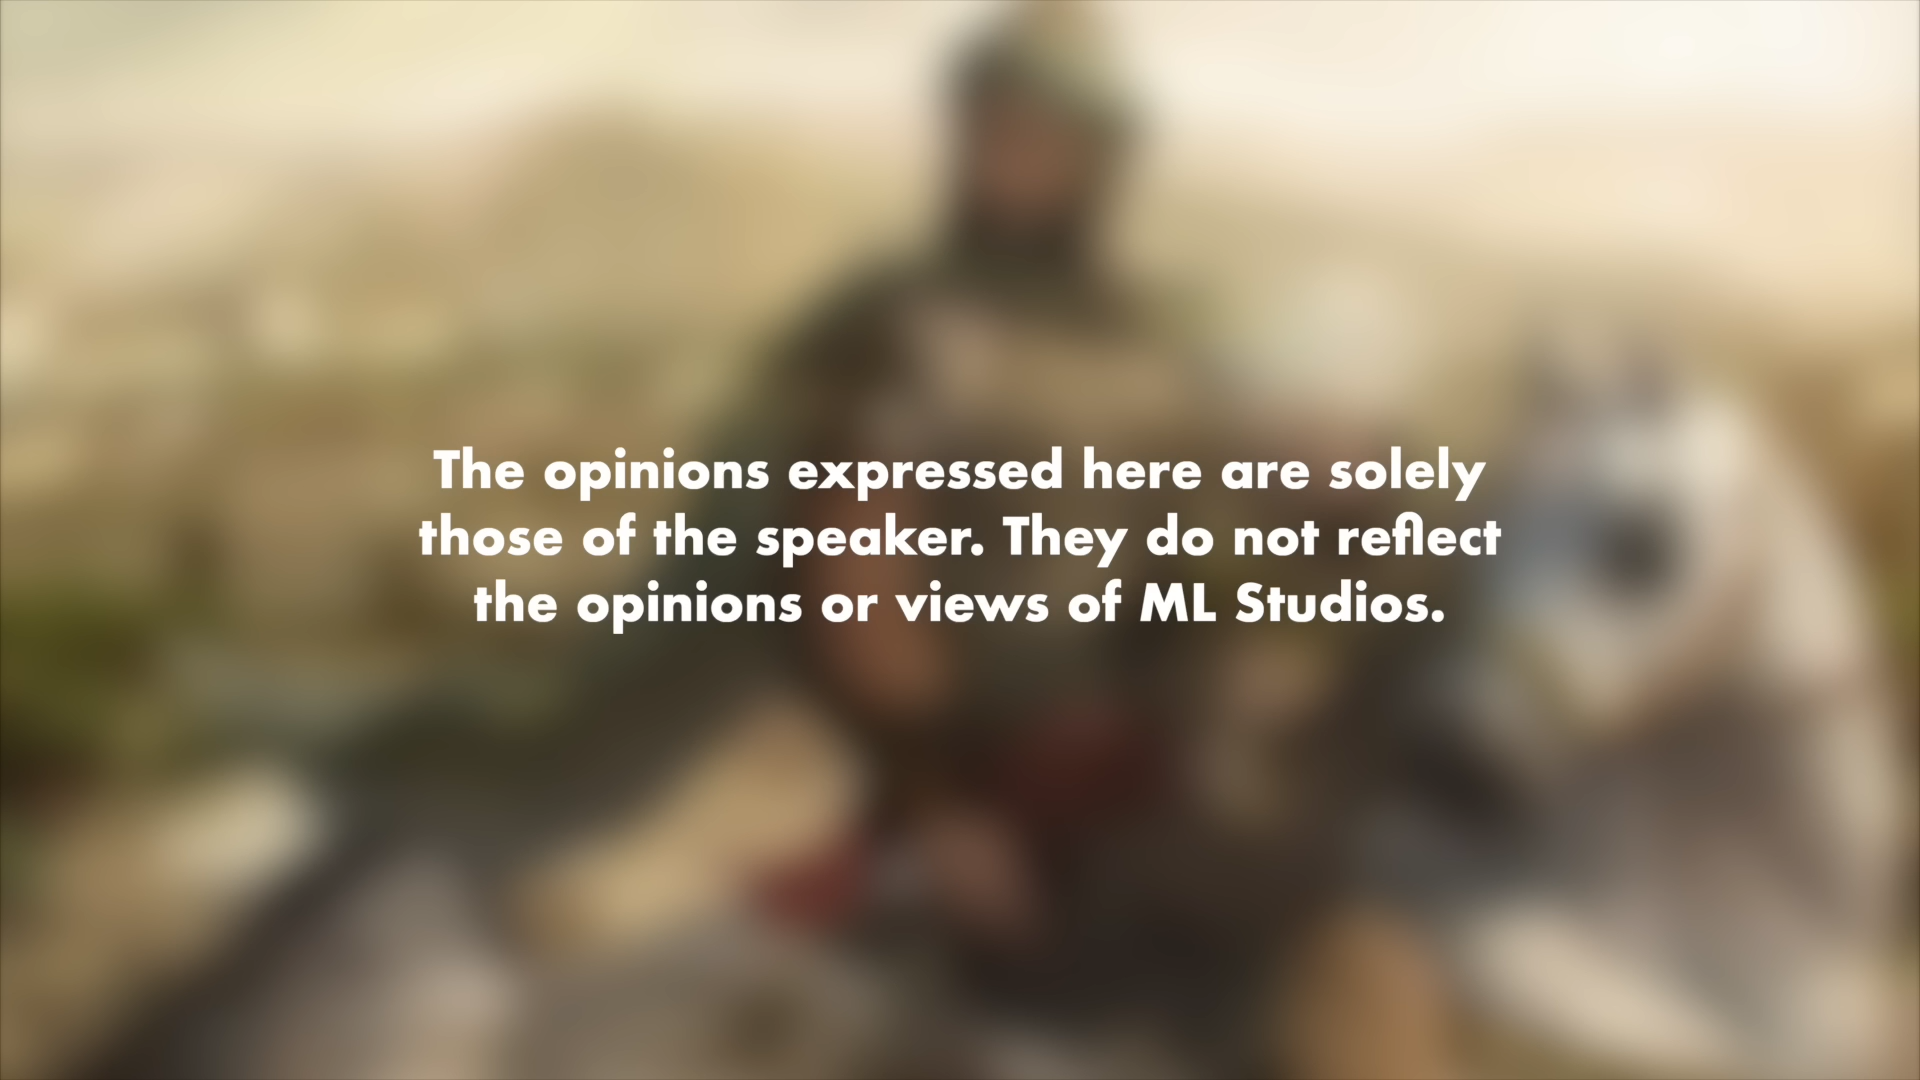 The opinions expressed here are solely
those of the speaker. They do not reflect
the opinions or views of ML Studios.